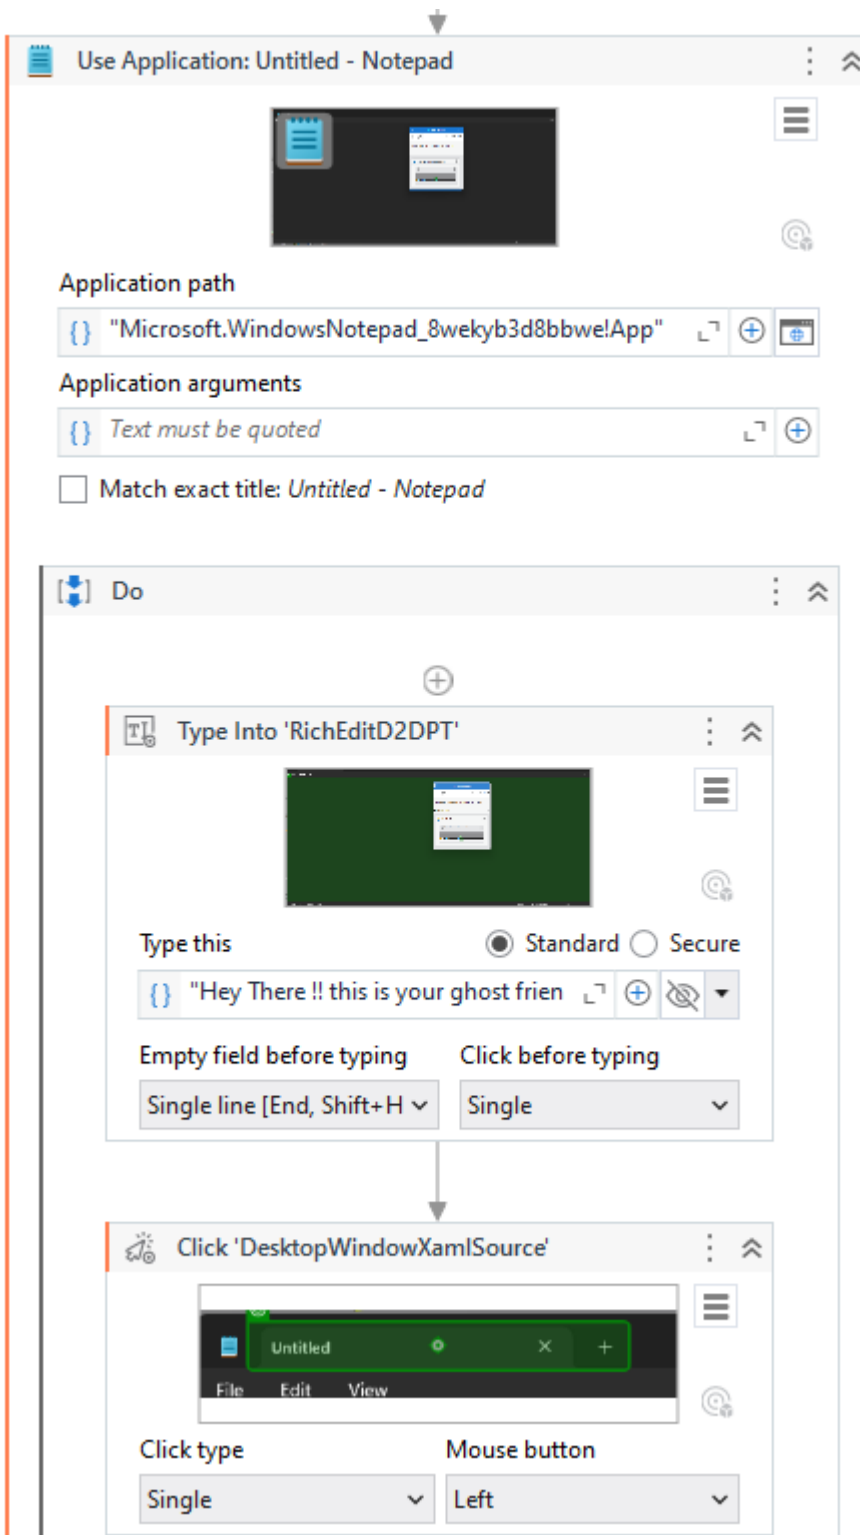 Use Application: Untitled - Notepad
Application path
"Microsoft.WindowsNotepad_8wekyb3d8bbwe!App"
Application arguments
Text must be quoted
Match exact title: Untitled - Notepad
Do
Type Into 'RichEditD2DPT'
Type this
Standard
Secure
"Hey There !! this is your ghost frien
Empty field before typing
Click before typing
Single line [End, Shift+H
Single
Click 'DesktopWindowXamlSource'
Untitled
File Edit View
Click type
Mouse button
Single
Left